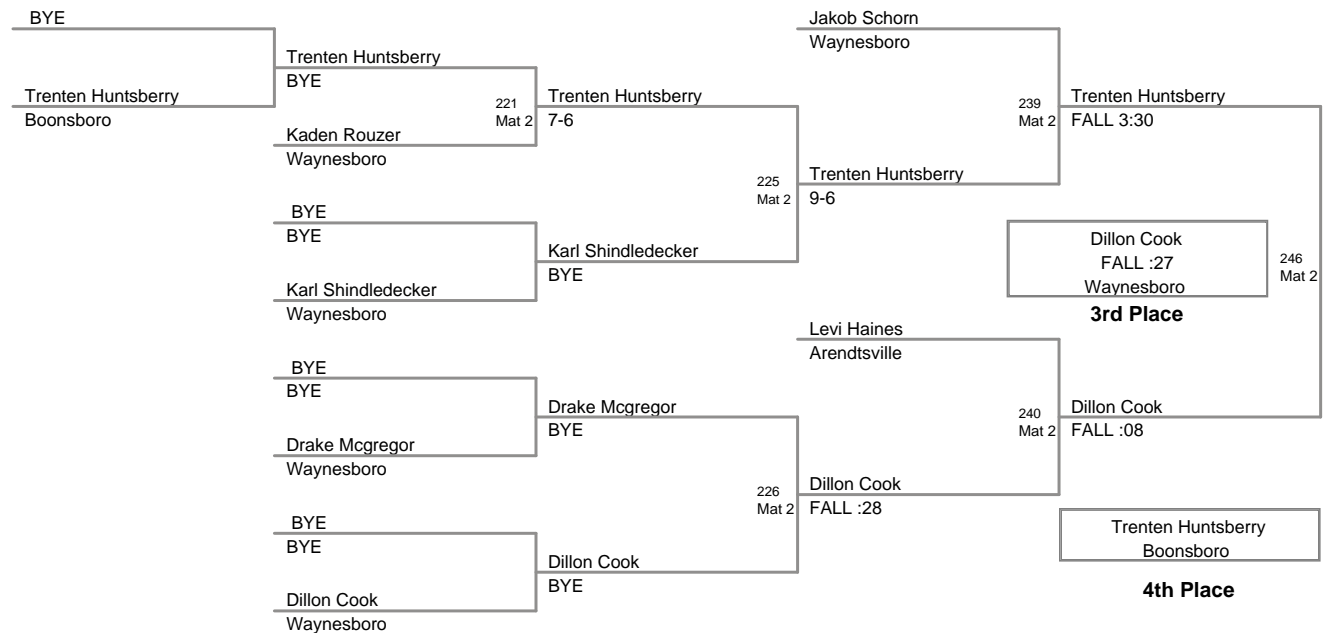 BYE
Trenten Huntsberry
Boonsboro
Trenten Huntsberry
BYE
Kaden Rouzer
Waynesboro
BYE
BYE
Karl Shindledecker
Waynesboro
BYE
BYE
Drake Mcgregor
Waynesboro
BYE
BYE
Dillon Cook
Waynesboro
221
Mat 2
Trenten Huntsberry
7-6
Karl Shindledecker
BYE
Drake Mcgregor
BYE
Dillon Cook
BYE
225
Mat 2
226
Mat 2
Jakob Schorn
Waynesboro
Trenten Huntsberry
9-6
Levi Haines
Arendtsville
Dillon Cook
FALL :28
239
Mat 2
Trenten Huntsberry
FALL 3:30
240
Mat 2
Dillon Cook
FALL :08
246
Mat 2
Dillon Cook
FALL :27
Waynesboro
3rd Place
Trenten Huntsberry
Boonsboro
4th Place